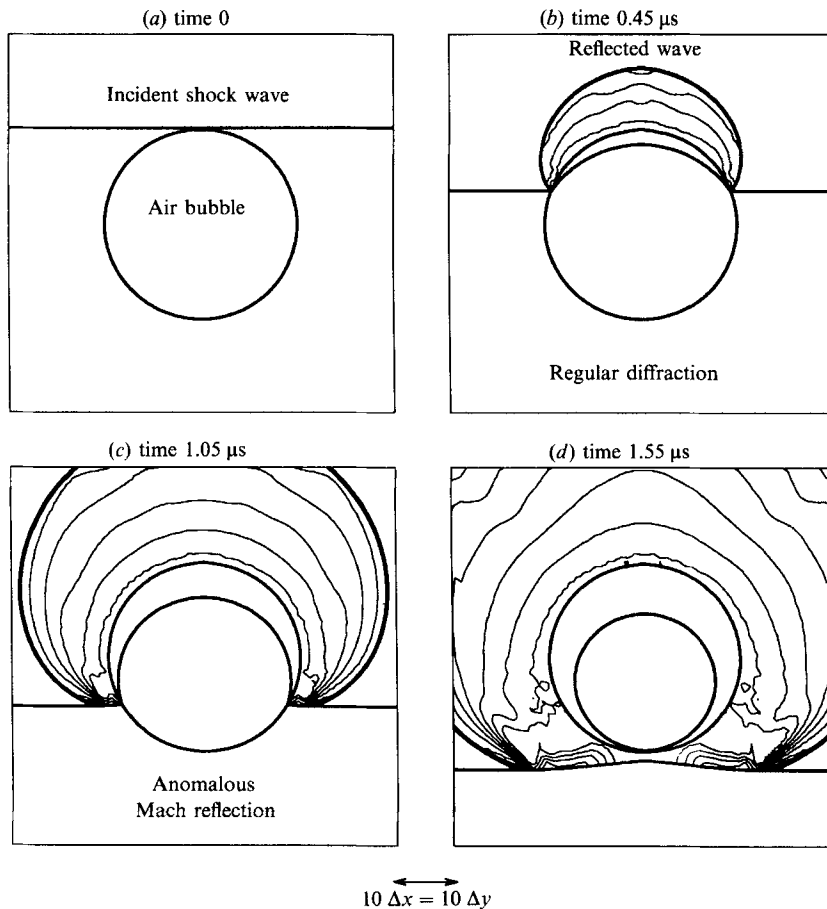 (a) time 0
(b) time 0.45 μs
Incident shock wave
Air bubble
Reflected wave
Regular diffraction
(c) time 1.05 μs
(d) time 1.55 μs
Anomalous
Mach reflection
10 Δx = 10 Δy